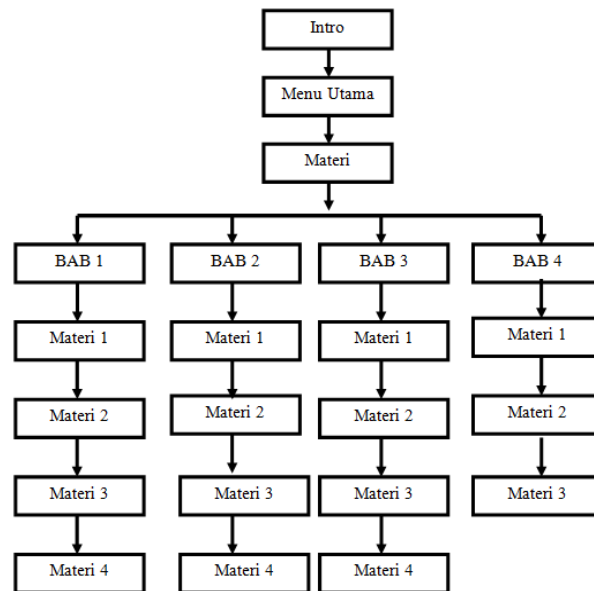 Intro
Menu Utama
Materi
BAB 1
BAB 2
BAB 3
BAB 4
Materi 1
Materi 1
Materi 1
Materi 1
Materi 2
Materi 2
Materi 2
Materi 2
Materi 3
Materi 3
Materi 3
Materi 3
Materi 4
Materi 4
Materi 4